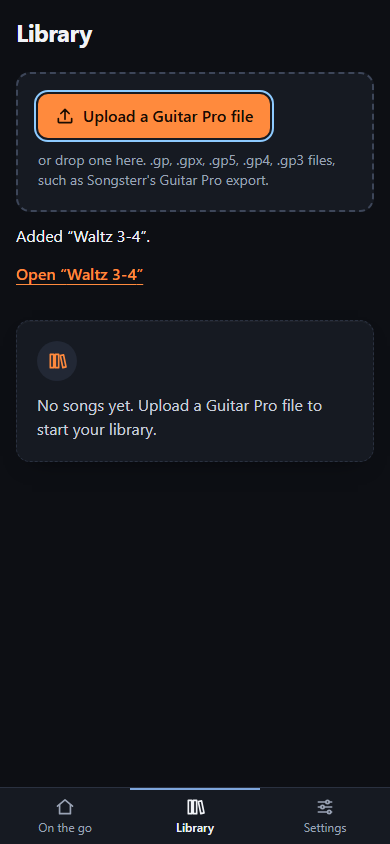 Library
Upload a Guitar Pro file
or drop one here. .gp, .gpx, .gp5, .gp4, .gp3 files,
such as Songsterr's Guitar Pro export.
Added “Waltz 3-4”.
Open “Waltz 3-4”
No songs yet. Upload a Guitar Pro file to
start your library.
On the go
Library
Settings